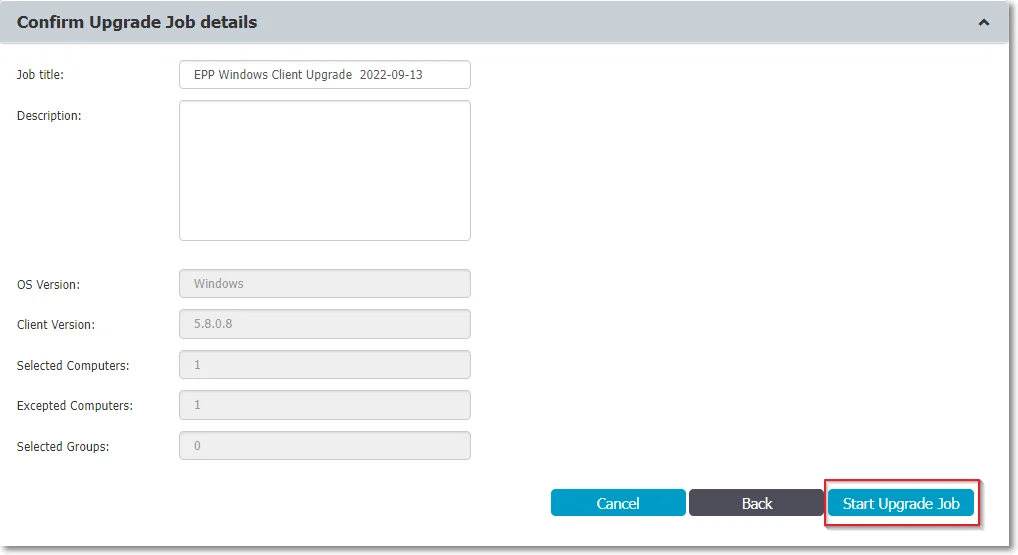 Confirm Upgrade Job details
Job title:
EPP Windows Client Upgrade  2022-09-13
Description:
OS Version:
Windows
Client Version:
5.8.0.8
Selected Computers:
1
Excepted Computers:
1
Selected Groups:
0
Cancel
Back
Start Upgrade Job